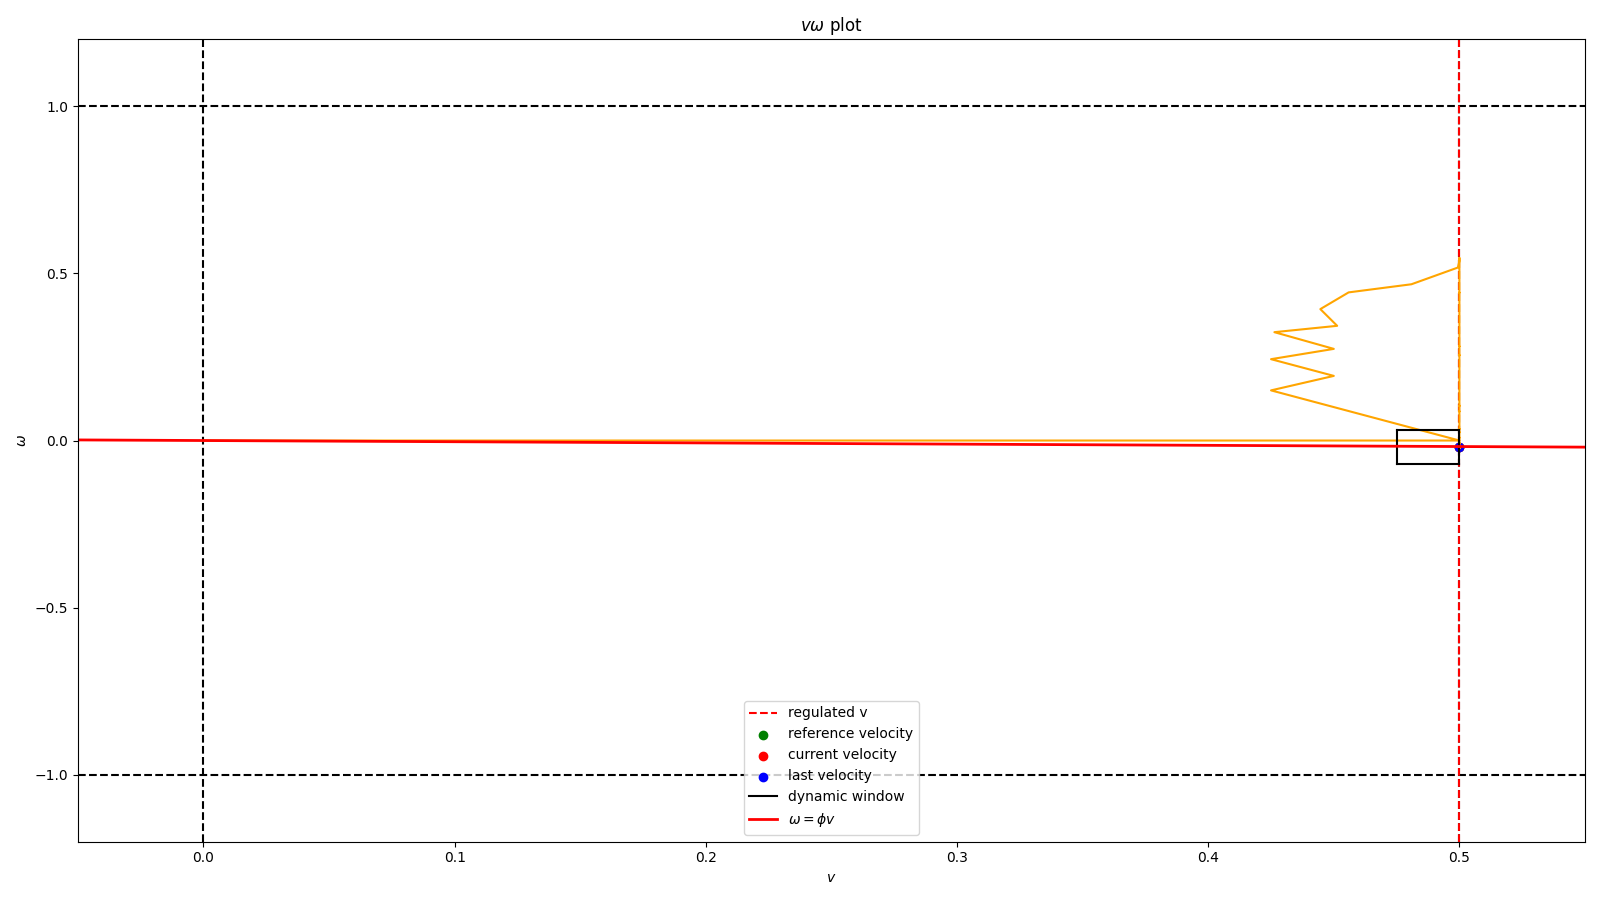 vω plot
1.0
0.5
0.0
−0.5
−1.0
ω
regulated v
reference velocity
current velocity
last velocity
dynamic window
ω = ϕv
0.0 0.1 0.2 0.3 0.4 0.5
v